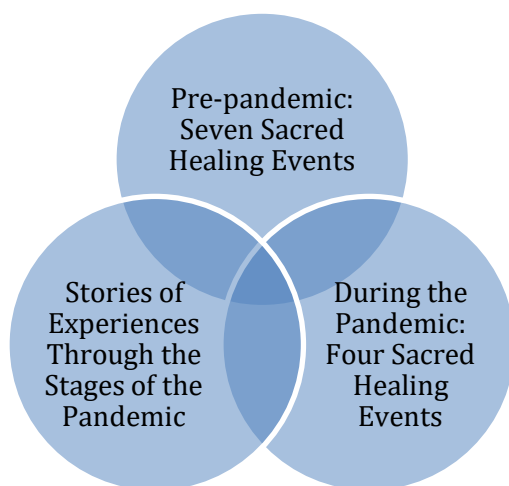 Pre-pandemic:
Seven Sacred
Healing Events
Stories of
Experiences
Through the
Stages of the
Pandemic
During the
Pandemic:
Four Sacred
Healing
Events